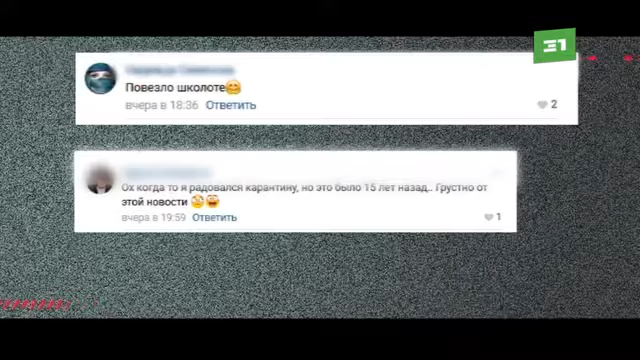 31
Повезло школоте
вчера в 18:36 Ответить
2
Ох когда то я радовался карантину, но это было 15 лет назад.. Грустно от
этой новости
вчера в 19:59 Ответить
1